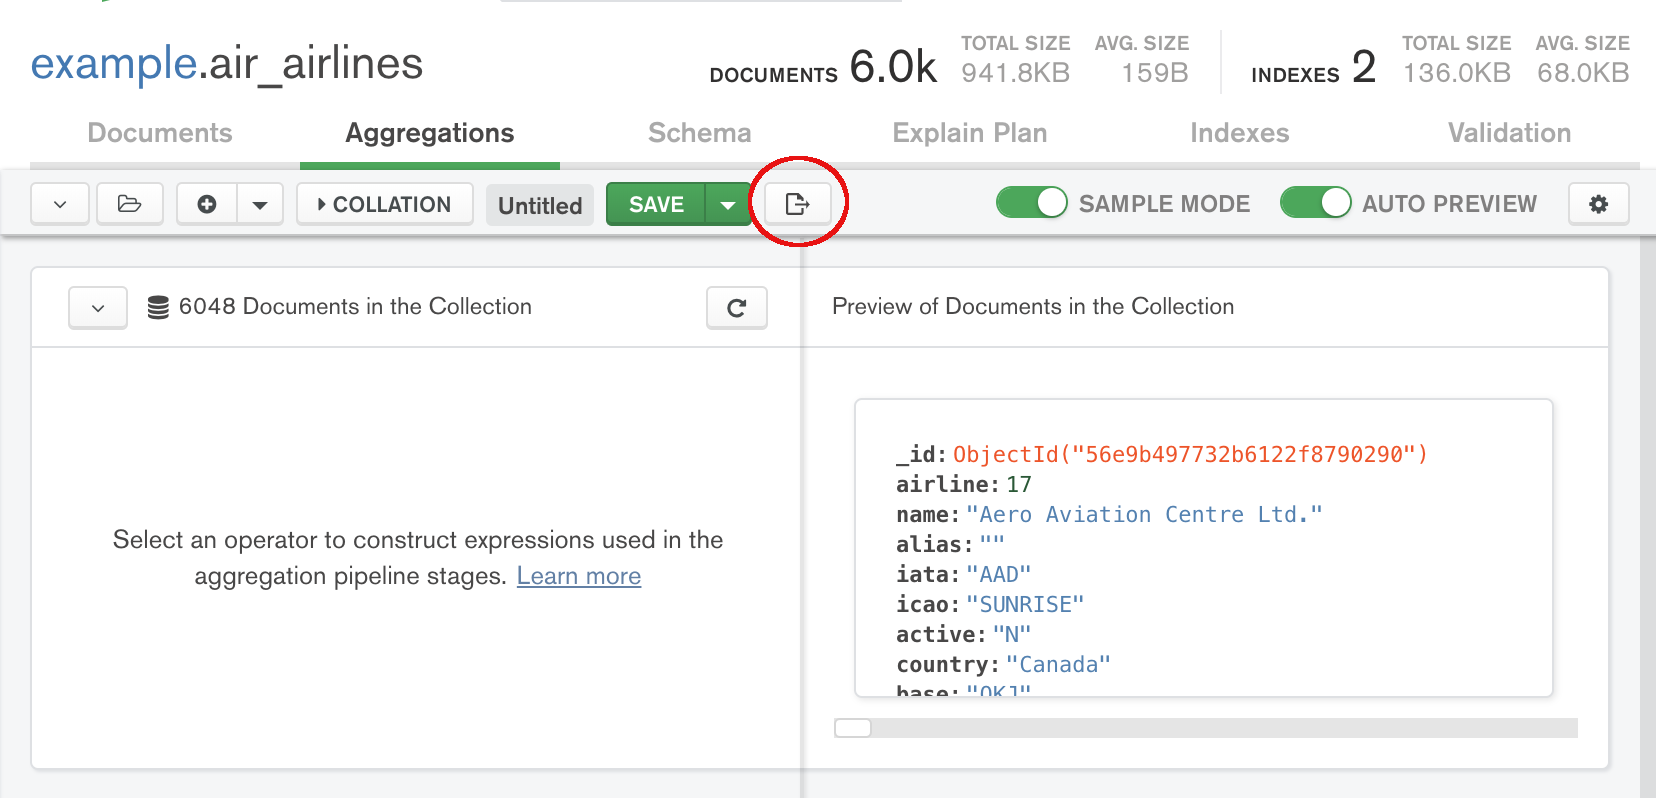 example.air_airlines
DOCUMENTS 6.0k TOTAL SIZE 941.8KB AVG. SIZE 159B
INDEXES 2 TOTAL SIZE 136.0KB AVG. SIZE 68.0KB
Documents Aggregations Schema Explain Plan Indexes Validation
COLLATION Untitled SAVE SAMPLE MODE AUTO PREVIEW
6048 Documents in the Collection
Preview of Documents in the Collection
Select an operator to construct expressions used in the
aggregation pipeline stages. Learn more
_id: ObjectId("56e9b497732b6122f8790290")
airline: 17
name: "Aero Aviation Centre Ltd."
alias: ""
iata: "AAD"
icao: "SUNRISE"
active: "N"
country: "Canada"
base: "OKJ"